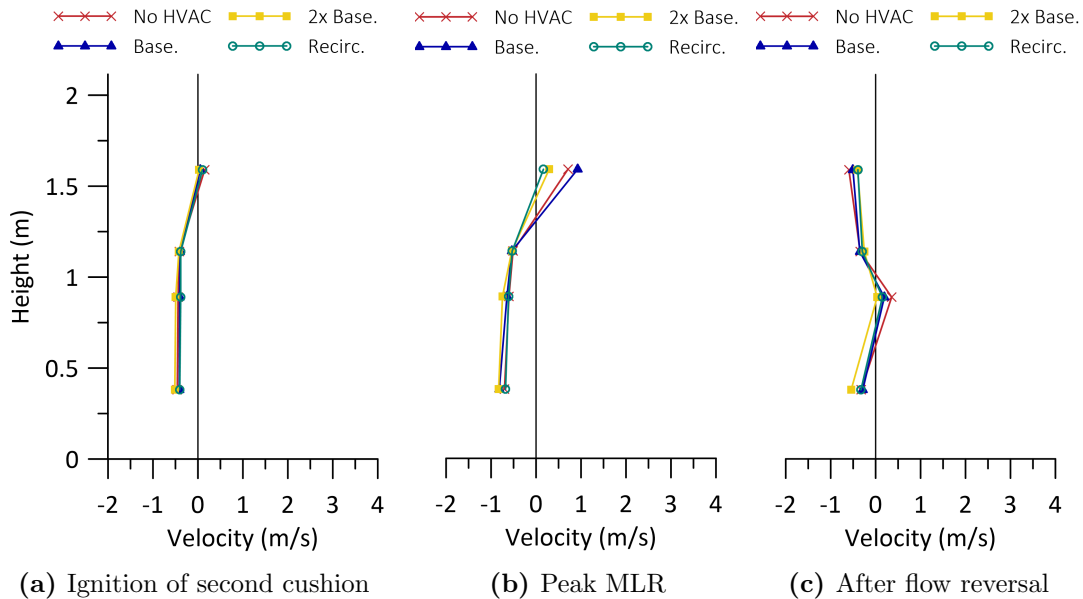 No HVAC 2x Base. No HVAC 2x Base. No HVAC 2x Base.
Base. Recirc. Base. Recirc. Base. Recirc.
2
1.5
1
0.5
0
Height (m)
-2 -1 0 1 2 3 4 -2 -1 0 1 2 3 4 -2 -1 0 1 2 3 4
Velocity (m/s) Velocity (m/s) Velocity (m/s)
(a) Ignition of second cushion (b) Peak MLR (c) After flow reversal